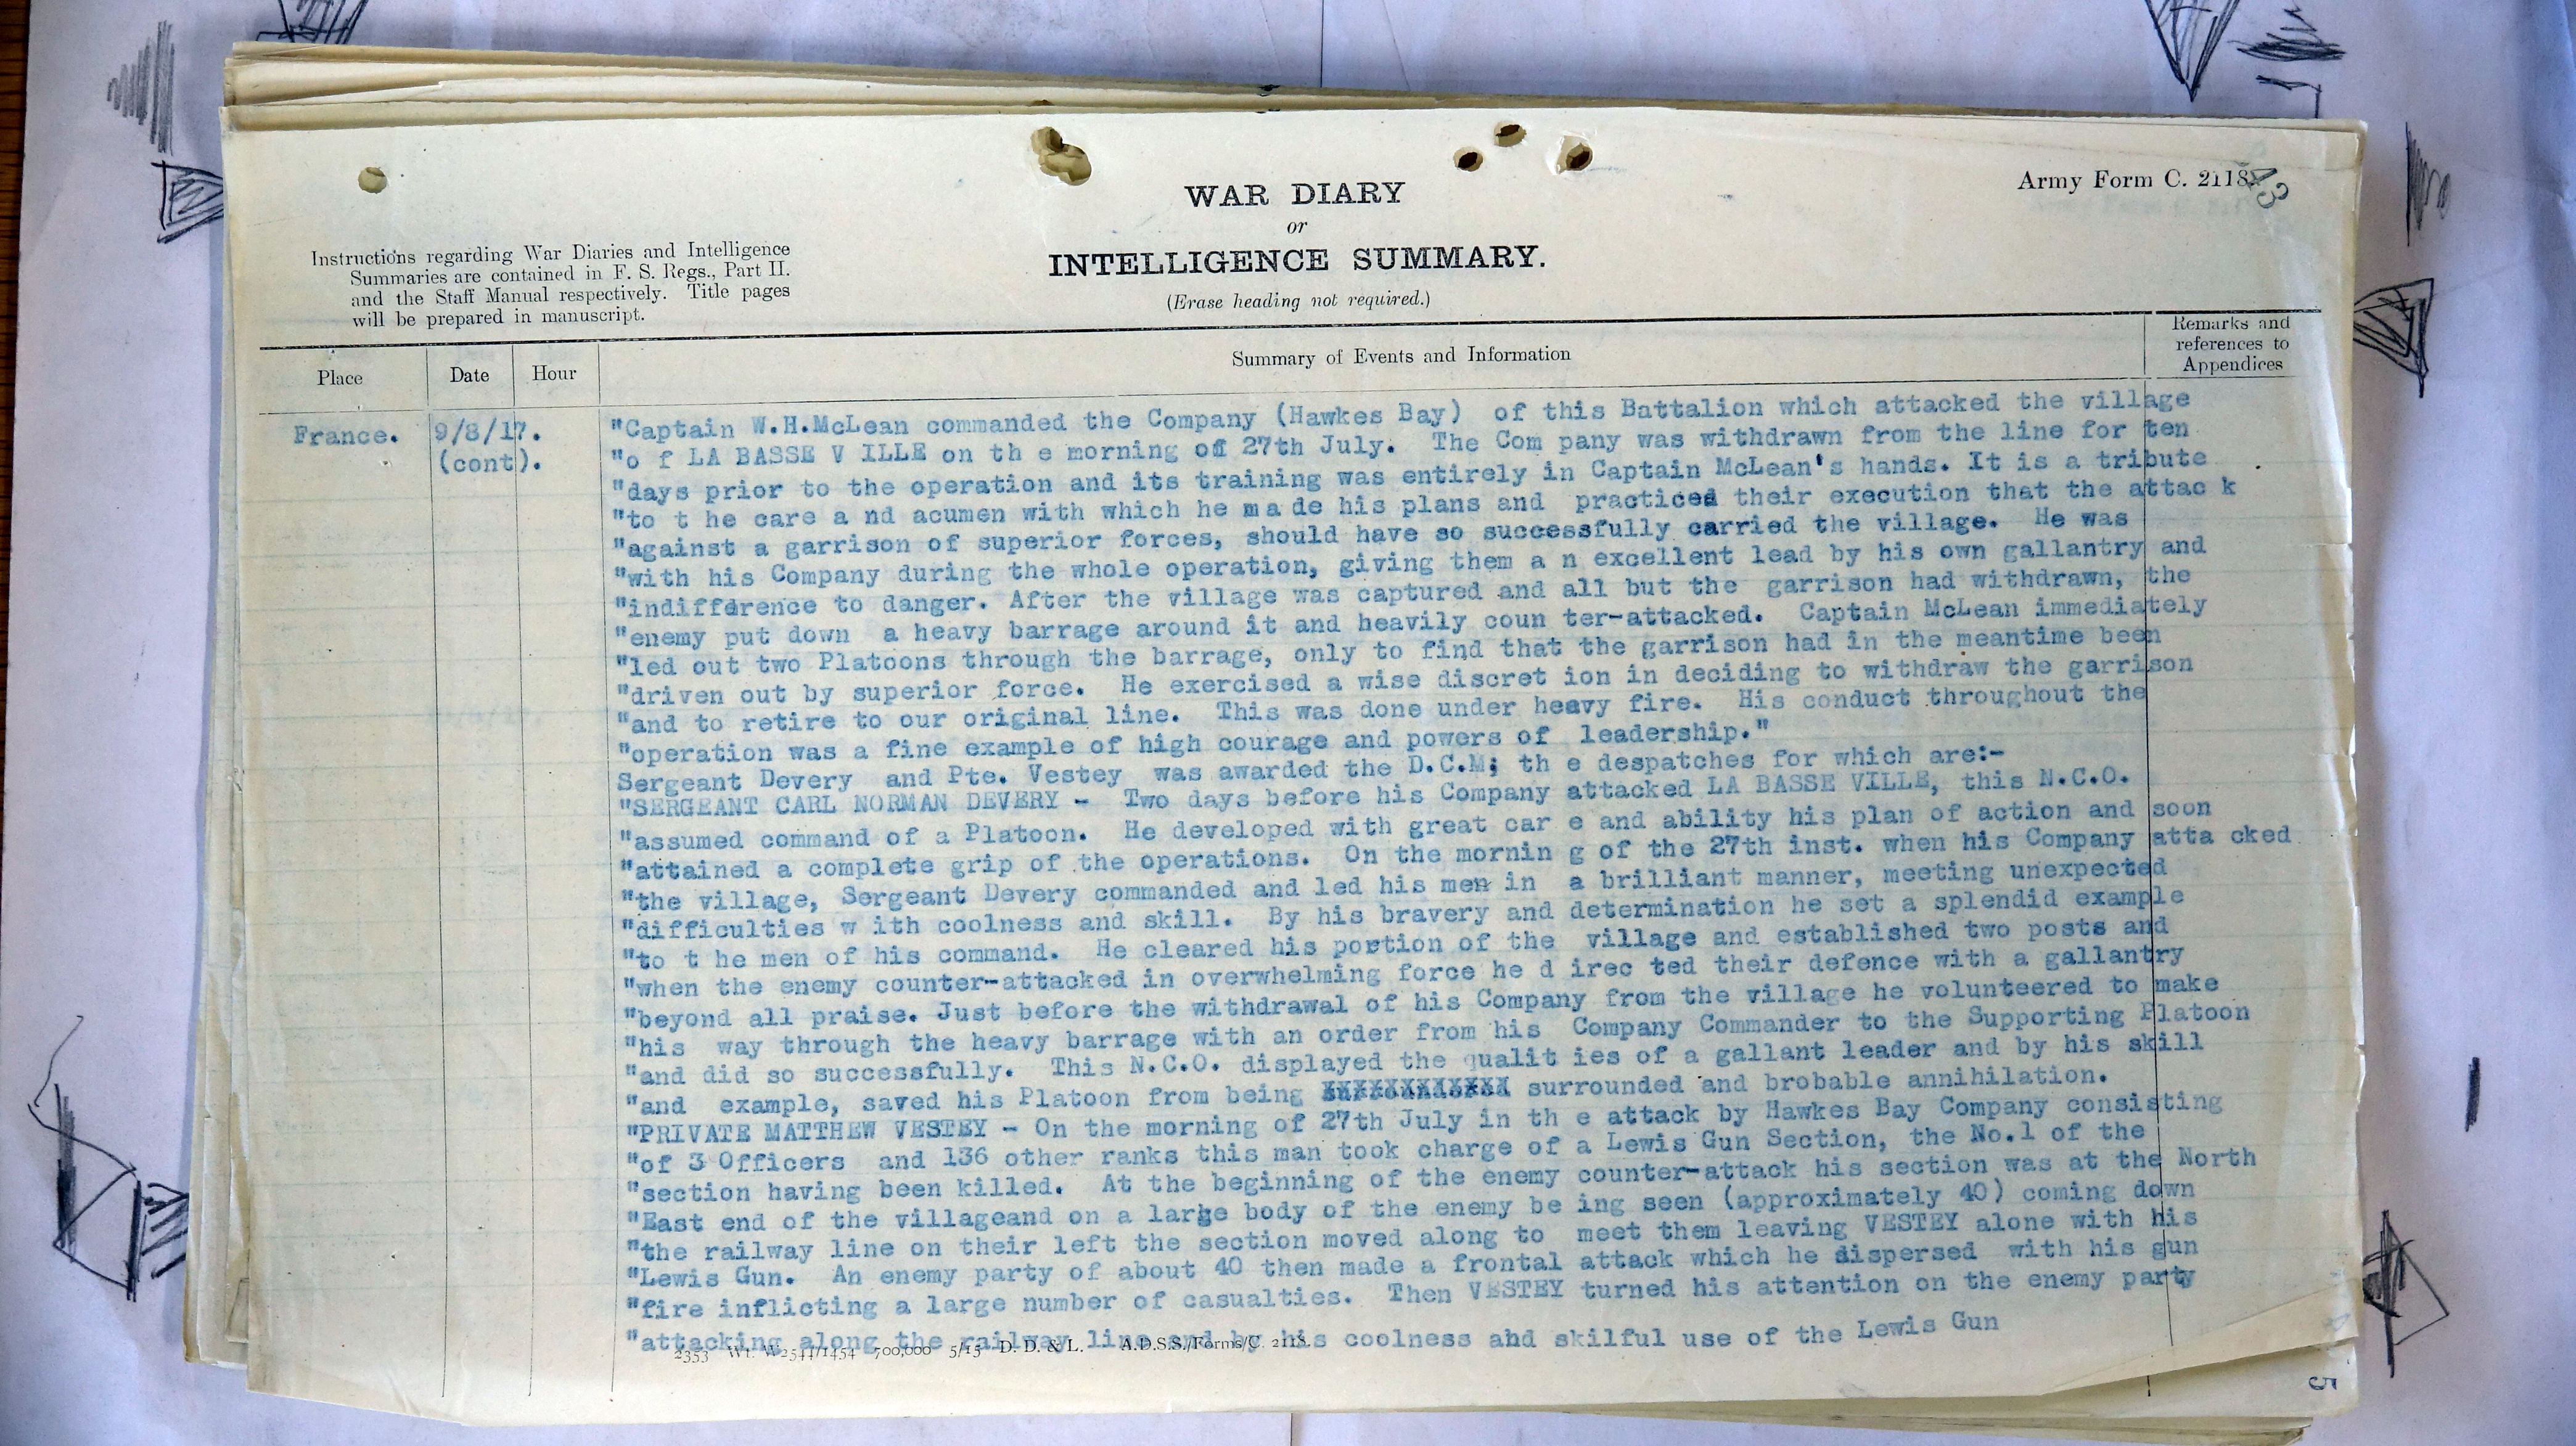 Army Form C. 2118.
43
WAR DIARY
or
INTELLIGENCE SUMMARY.
(Erase heading not required.)
Instructions regarding War Diaries and Intelligence
Summaries are contained in F. S. Regs., Part II.
and the Staff Manual respectively. Title pages
will be prepared in manuscript.
Place
Date
Hour
Summary of Events and Information
Remarks and
references to
Appendices
France.
9/8/17.
(cont).
"Captain W.H.McLean commanded the Company (Hawkes Bay) of this Battalion which attacked the village
"o f LA BASSE V ILLE on th e morning of 27th July. The Com pany was withdrawn from the line for ten
"days prior to the operation and its training was entirely in Captain McLean's hands. It is a tribute
"to t he care a nd acumen with which he ma de his plans and practiced their execution that the attac k
"against a garrison of superior forces, should have so successfully carried the village. He was
"with his Company during the whole operation, giving them a n excellent lead by his own gallantry and
"indifference to danger. After the village was captured and all but the garrison had withdrawn, the
"enemy put down a heavy barrage around it and heavily coun ter-attacked. Captain McLean immediately
"led out two Platoons through the barrage, only to find that the garrison had in the meantime been
"driven out by superior force. He exercised a wise discret ion in deciding to withdraw the garrison
"and to retire to our original line. This was done under heavy fire. His conduct throughout the
"operation was a fine example of high courage and powers of leadership."
Sergeant Devery and Pte. Vestey was awarded the D.C.M; th e despatches for which are:-
"SERGEANT CARL NORMAN DEVERY - Two days before his Company attacked LA BASSE VILLE, this N.C.O.
"assumed command of a Platoon. He developed with great car e and ability his plan of action and soon
"attained a complete grip of the operations. On the mornin g of the 27th inst. when his Company atta cked
"the village, Sergeant Devery commanded and led his men in a brilliant manner, meeting unexpected
"difficulties w ith coolness and skill. By his bravery and determination he set a splendid example
"to t he men of his command. He cleared his portion of the village and established two posts and
"when the enemy counter-attacked in overwhelming force he d irec ted their defence with a gallantry
"beyond all praise. Just before the withdrawal of his Company from the village he volunteered to make
"his way through the heavy barrage with an order from his Company Commander to the Supporting Platoon
"and did so successfully. This N.C.O. displayed the qualit ies of a gallant leader and by his skill
"and example, saved his Platoon from being surrounded and brobable annihilation.
"PRIVATE MATTHEW VESTEY - On the morning of 27th July in th e attack by Hawkes Bay Company consisting
"of 3 Officers and 136 other ranks this man took charge of a Lewis Gun Section, the No.1 of the
"section having been killed. At the beginning of the enemy counter-attack his section was at the North
"East end of the villageand on a large body of the enemy be ing seen (approximately 40) coming down
"the railway line on their left the section moved along to meet them leaving VESTEY alone with his
"Lewis Gun. An enemy party of about 40 then made a frontal attack which he dispersed with his gun
"fire inflicting a large number of casualties. Then VESTEY turned his attention on the enemy party
"attacking along the railway line and by his coolness and skilful use of the Lewis Gun
2353 Wt. W2544/1454 700,000 5/15 D. D. & L. A.D.S.S./Forms/C. 2118.
5